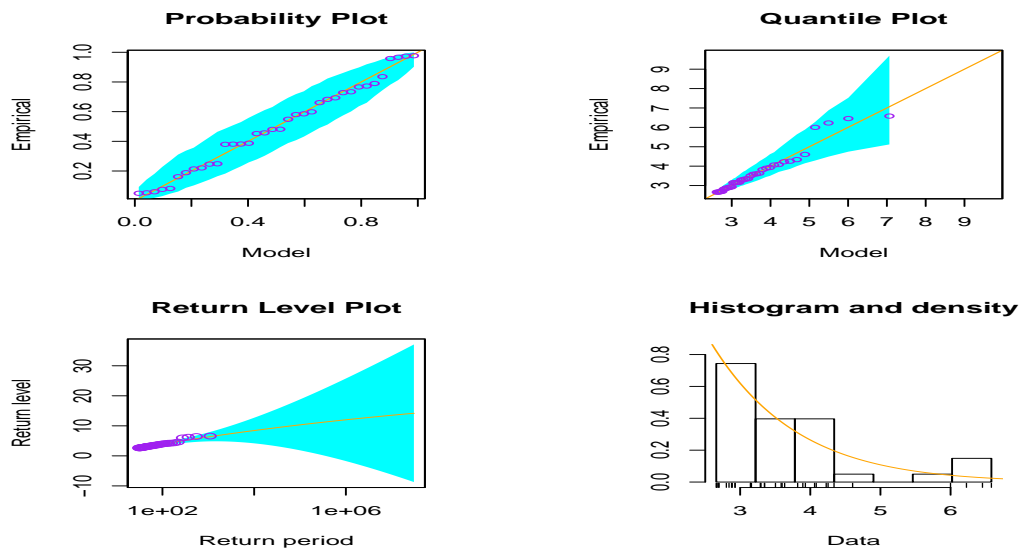 Probability Plot
Empirical
0.2 0.4 0.6 0.8 1.0
0.0 0.4 0.8
Model
Quantile Plot
Empirical
3 4 5 6 7 8 9
3 4 5 6 7 8 9
Model
Return Level Plot
Return level
-10 0 10 20 30
1e+02 1e+06
Return period
Histogram and density
0.0 0.2 0.4 0.6 0.8
3 4 5 6
Data